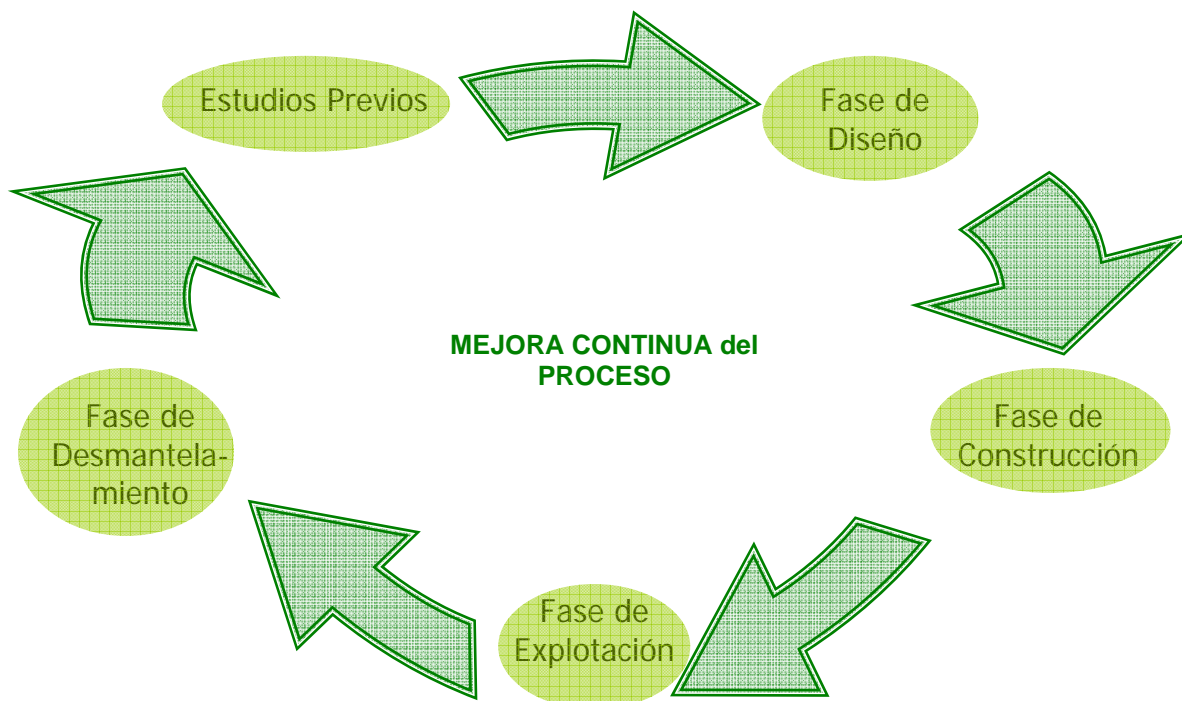 Estudios Previos
Fase de
Diseño
MEJORA CONTINUA del
PROCESO
Fase de
Construcción
Fase de
Desmantela-
miento
Fase de
Explotación